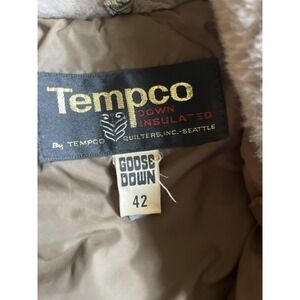 Tempco
DOWN
INSULATED
By TEMPCO QUILTERS, INC.-SEATTLE
GOOSE
DOWN
42